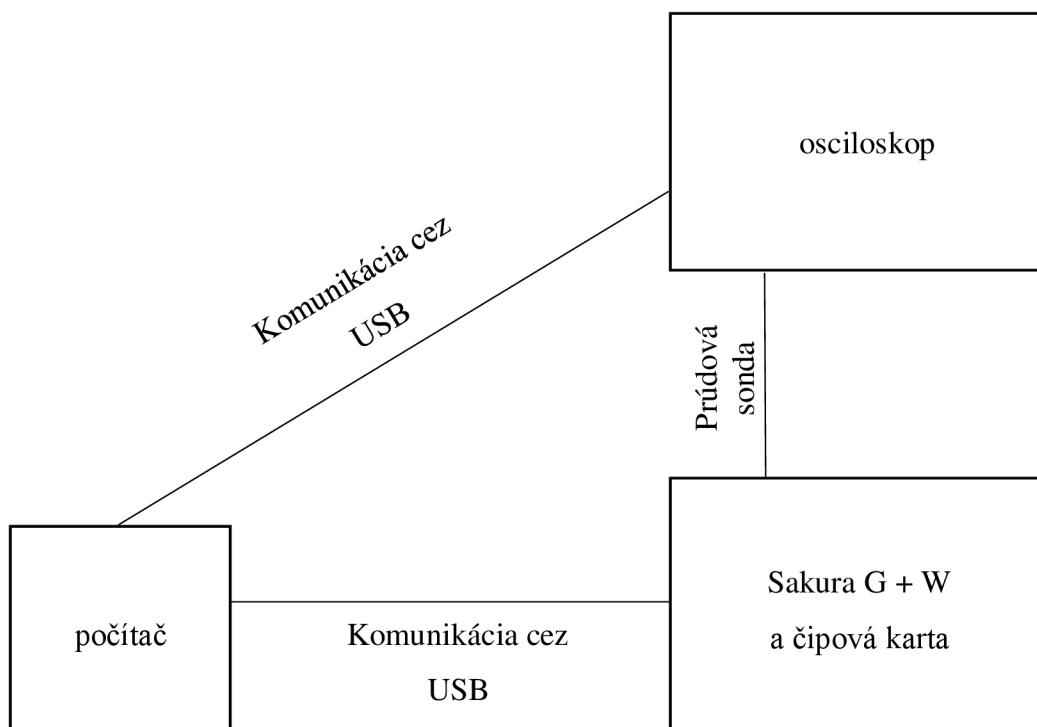 osciloskop
Komunikácia cez
USB
Prúdová
sonda
počítač
Komunikácia cez
USB
Sakura G + W
a čipová karta